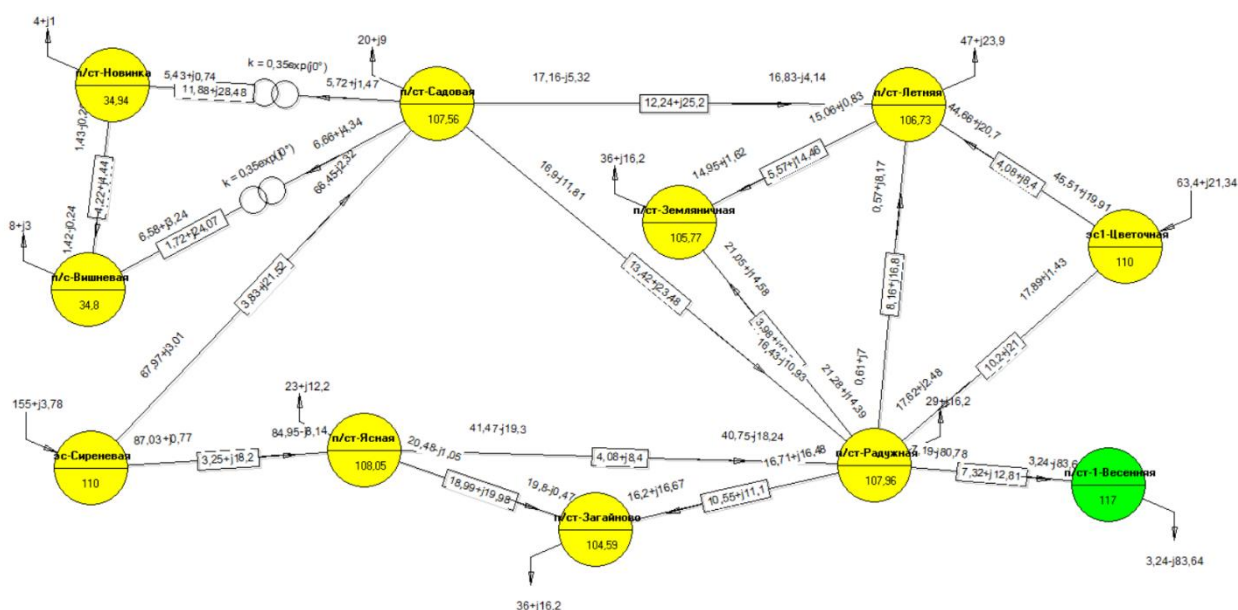 4+j1
п/ст-Новинка
34,94
5,43+j0,74
11,88+j28,48
k = 0,35exp(j0°)
5,72+j1,47
20+j9
п/ст-Садовая
107,56
17,16-j5,32
12,24+j25,2
16,83-j4,14
47+j23,9
п/ст-Летняя
106,73
4,22+j4,44
1,42-j0,24
8+j3
п/с-Вишневая
34,8
6,58+j3,24
1,72+j24,07
k = 0,35exp(j0°)
6,66+j4,34
66,45-j2,32
67,97+j3,01
3,83+j21,52
36+j16,2
п/ст-Земляничная
105,77
14,95+j1,62
5,57+j14,46
15,06+j0,83
44,66+j20,7
4,08+j8,4
45,51+j19,91
63,4+j21,34
эс1-Цветочная
110
16,9-j11,81
13,42+j23,48
16,43-j10,93
21,05+j14,58
21,28+j14,39
0,57+j8,17
8,16+j16,8
0,61+j7
17,89+j1,43
10,2+j21
17,62+j2,48
29+j16,2
155+j3,78
эс-Сиреневая
110
87,03+j0,77
3,25+j18,2
84,95-j8,14
23+j12,2
п/ст-Ясная
108,05
41,47-j19,3
4,08+j8,4
40,75-j18,24
20,48-j1,05
18,99+j19,98
19,8-j0,47
п/ст-Загайново
104,59
36+j16,2
16,2+j16,67
10,55+j11,1
16,71+j16,48
п/ст-Радужная
107,96
7,32+j12,81
п/ст-1-Весенняя
117
3,24-j83,64